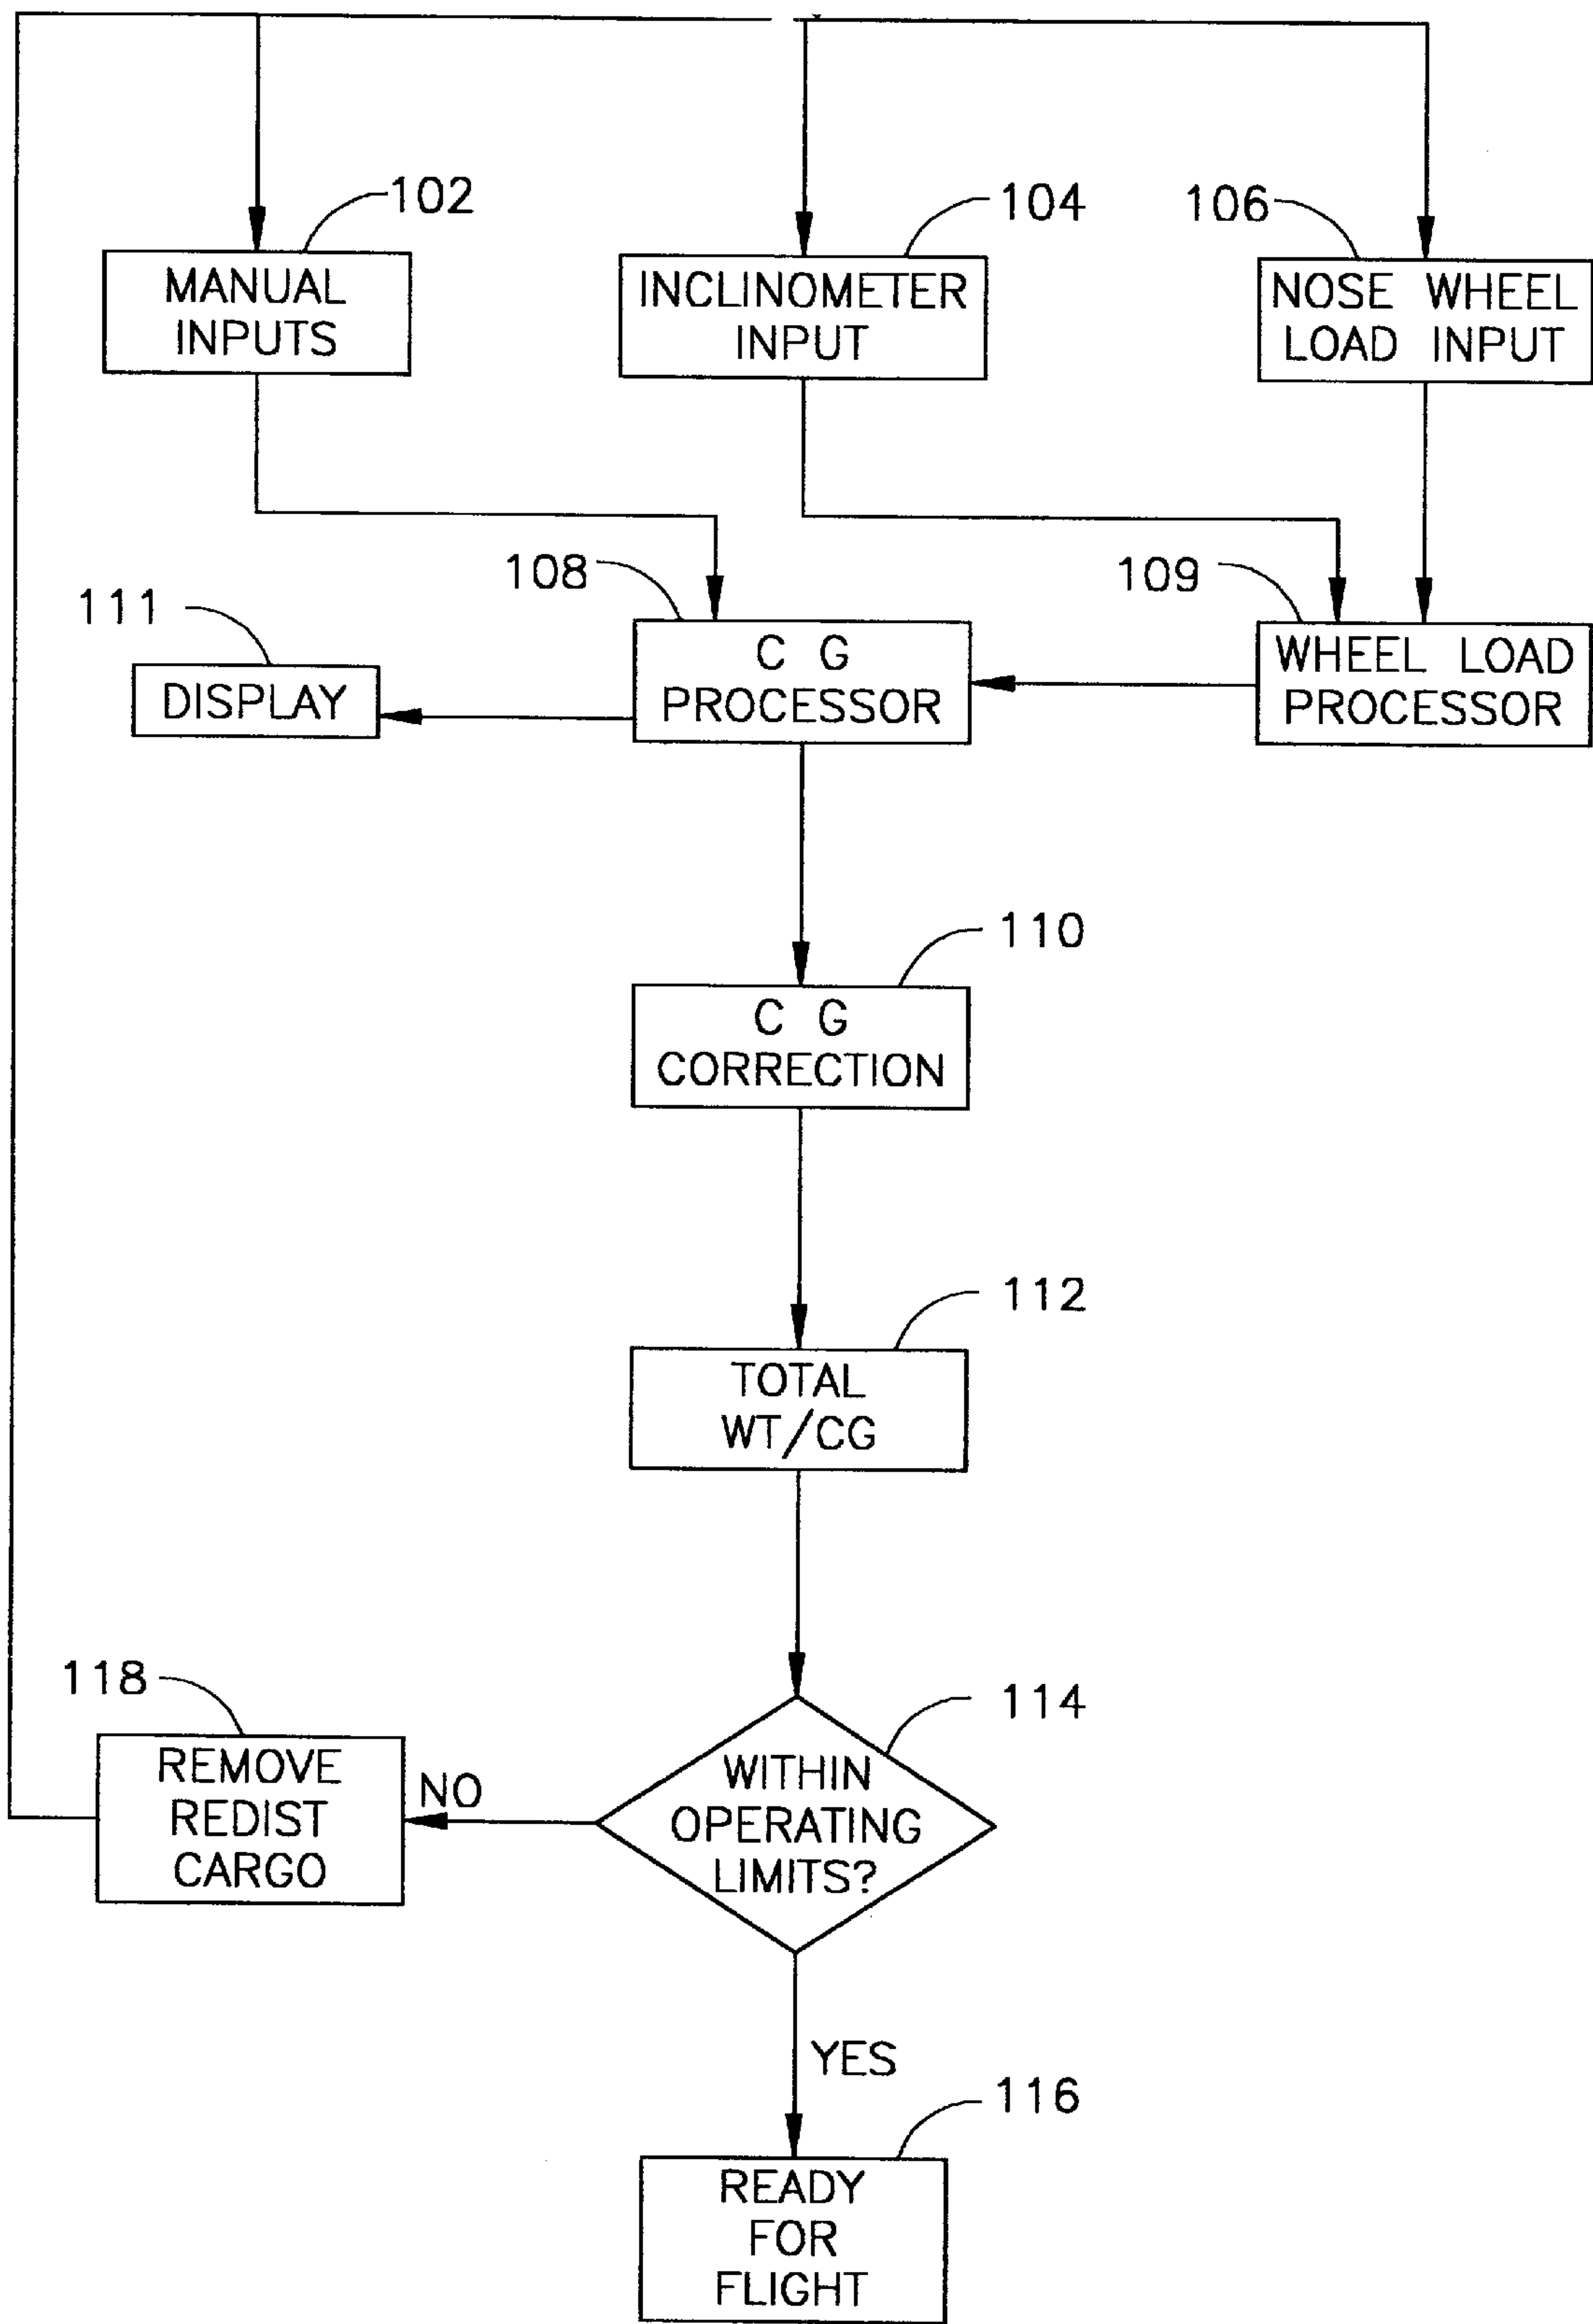 102
104
106
MANUAL
INPUTS
INCLINOMETER
INPUT
NOSE WHEEL
LOAD INPUT
108
109
111
C G
PROCESSOR
WHEEL LOAD
PROCESSOR
DISPLAY
110
C G
CORRECTION
112
TOTAL
WT/CG
118
114
REMOVE
REDIST
CARGO
NO
WITHIN
OPERATING
LIMITS?
YES
116
READY
FOR
FLIGHT